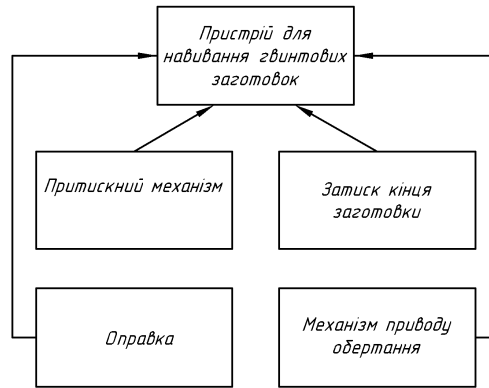 Пристрій для
навивання гвинтових
заготовок
Притискний механізм
Затиск кінця
заготовки
Оправка
Механізм приводу
обертання